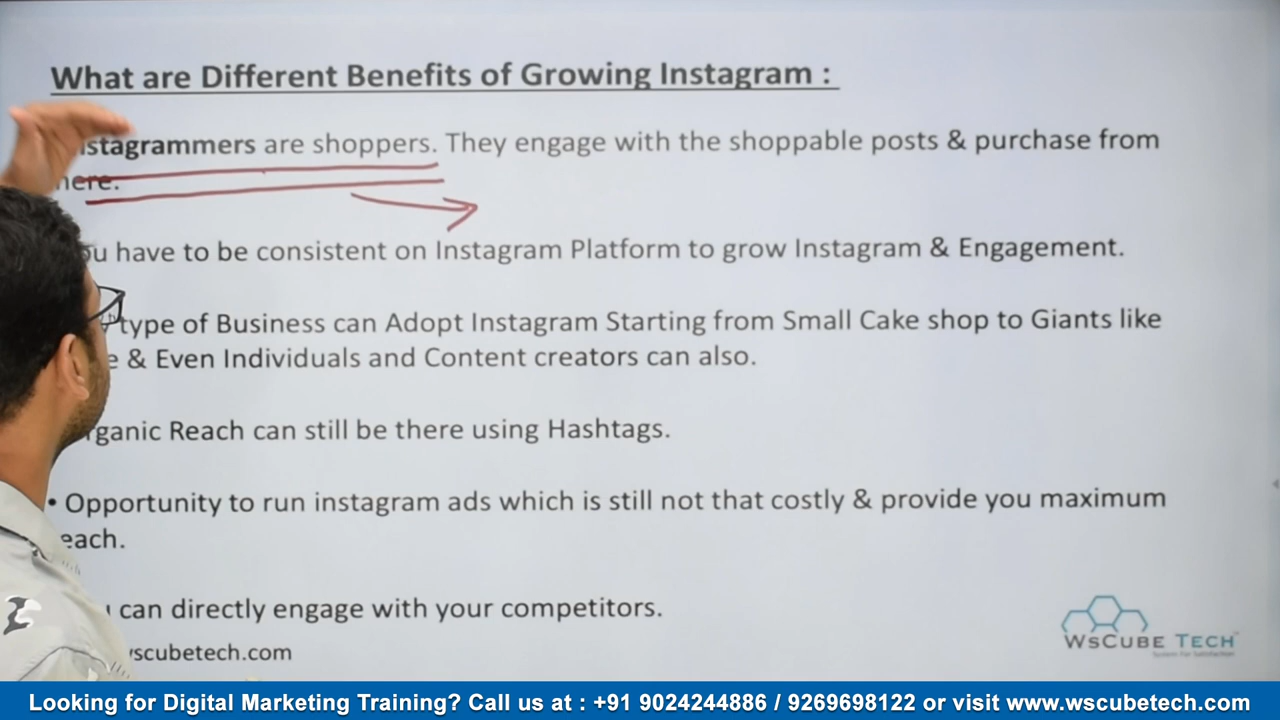 What are Different Benefits of Growing Instagram :
stagrammers are shoppers. They engage with the shoppable posts & purchase from
here.
u have to be consistent on Instagram Platform to grow Instagram & Engagement.
type of Business can Adopt Instagram Starting from Small Cake shop to Giants like
& Even Individuals and Content creators can also.
rganic Reach can still be there using Hashtags.
• Opportunity to run instagram ads which is still not that costly & provide you maximum
each.
can directly engage with your competitors.
wscubetech.com
WsCube Tech
Looking for Digital Marketing Training? Call us at : +91 9024244886 / 9269698122 or visit www.wscubetech.com